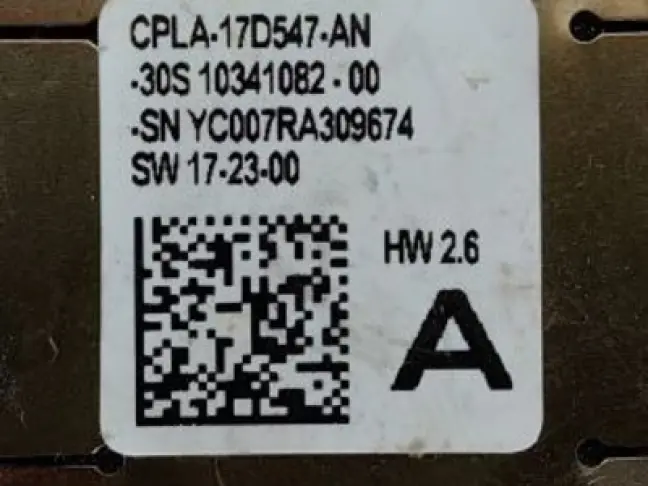 CPLA-17D547-AN
-30S 10341082 - 00
-SN YC007RA309674
SW 17-23-00
HW 2.6
A